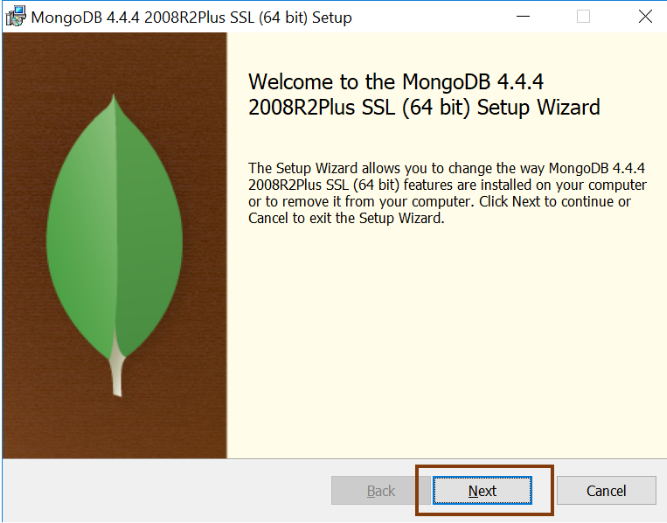 MongoDB 4.4.4 2008R2Plus SSL (64 bit) Setup
Welcome to the MongoDB 4.4.4
2008R2Plus SSL (64 bit) Setup Wizard
The Setup Wizard allows you to change the way MongoDB 4.4.4
2008R2Plus SSL (64 bit) features are installed on your computer
or to remove it from your computer. Click Next to continue or
Cancel to exit the Setup Wizard.
Back Next Cancel